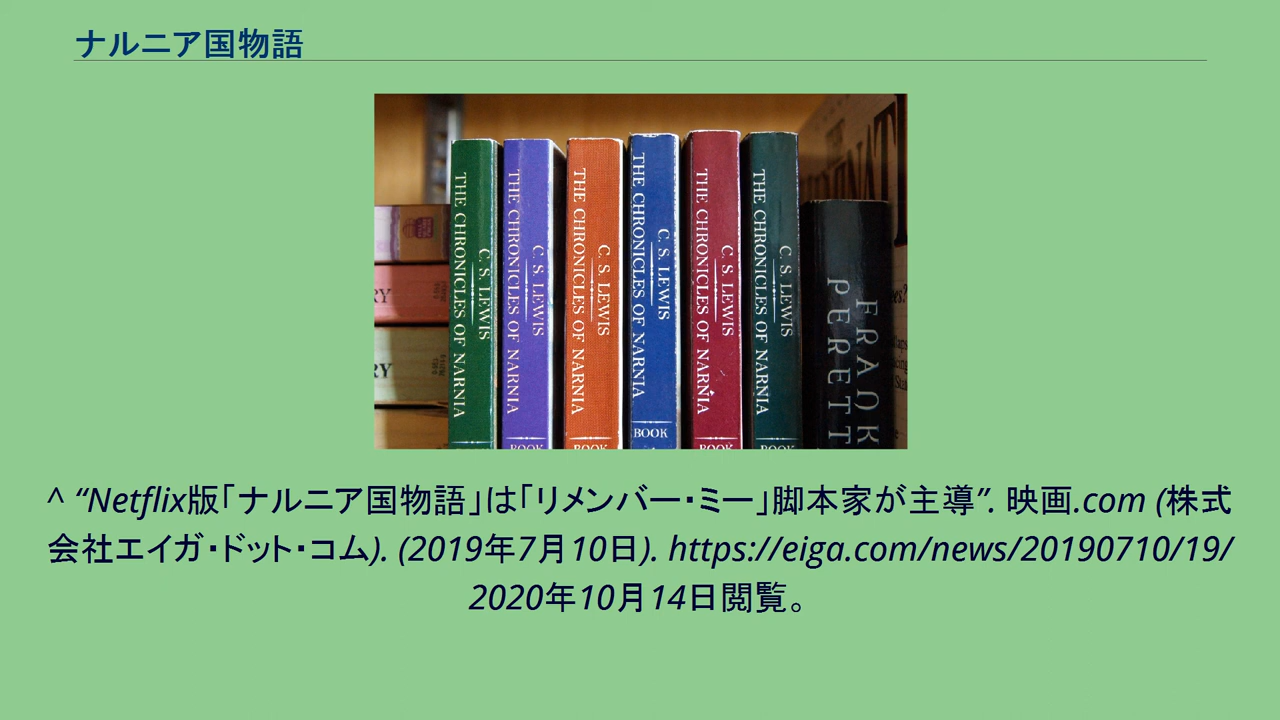 ナルニア国物語
THE CHRONICLES OF NARNIA
C. S. LEWIS
THE CHRONICLES OF NARNIA
C. S. LEWIS
BOOK
THE CHRONICLES OF NARNIA
C. S. LEWIS
BOOK
THE CHRONICLES OF NARNIA
C. S. LEWIS
BOOK
THE CHRONICLES OF NARNIA
C. S. LEWIS
BOOK
THE CHRONICLES OF NARNIA
C. S. LEWIS
BOOK
FRANK
PERETT
^ “Netflix版「ナルニア国物語」は「リメンバー・ミー」脚本家が主導”. 映画.com (株式
会社エイガ・ドット・コム). (2019年7月10日). https://eiga.com/news/20190710/19/
2020年10月14日閲覧。